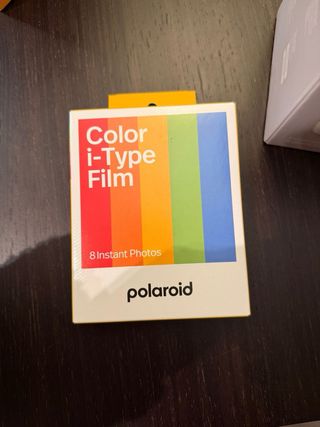 Color
i-Type
Film
8 Instant Photos
polaroid